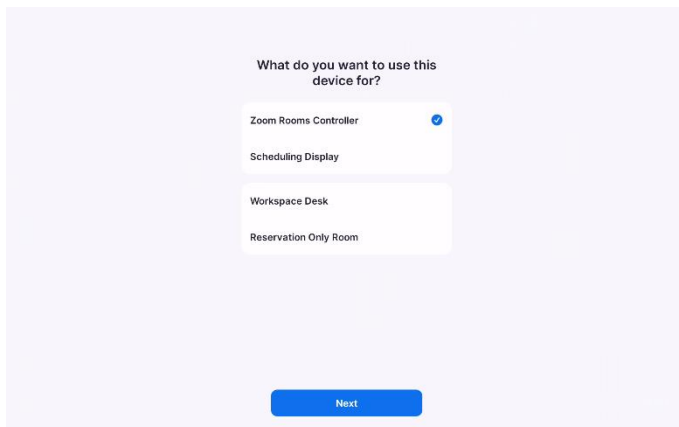 What do you want to use this
device for?
Zoom Rooms Controller
Scheduling Display
Workspace Desk
Reservation Only Room
Next